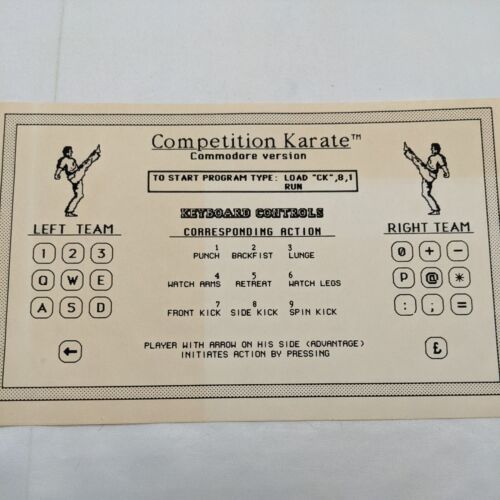 Competition Karate™
Commodore version
TO START PROGRAM TYPE: LOAD "CK",8,1
RUN
KEYBOARD CONTROLS
LEFT TEAM
CORRESPONDING ACTION
RIGHT TEAM
1 2 3
1 PUNCH 2 BACKFIST 3 LUNGE
0 + -
Q W E
4 WATCH ARMS 5 RETREAT 6 WATCH LEGS
P @ *
A S D
7 FRONT KICK 8 SIDE KICK 9 SPIN KICK
: ; =
←
PLAYER WITH ARROW ON HIS SIDE (ADVANTAGE)
INITIATES ACTION BY PRESSING
£